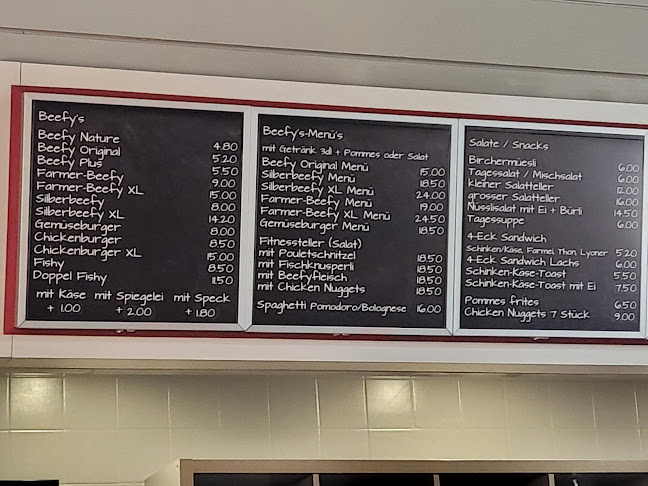 Beefy's
Beefy Nature 4.80
Beefy Original 5.20
Beefy Plus 5.50
Farmer-Beefy 9.00
Farmer-Beefy XL 15.00
Silberbeefy 8.00
Silberbeefy XL 14.20
Gemüseburger 8.00
Chickenburger 8.50
Chickenburger XL 15.00
Fishy 8.50
Doppel Fishy 11.50
mit Käse mit Spiegelei mit Speck
+ 1.00 + 2.00 + 1.80
Beefy's-Menü's
mit Getränk 3dl + Pommes oder Salat
Beefy Original Menü 15.00
Silberbeefy Menü 18.50
Silberbeefy XL Menü 24.00
Farmer-Beefy Menü 19.00
Farmer-Beefy XL Menü 24.50
Gemüseburger Menü 18.50
Fitnessteller (Salat)
mit Pouletschnitzel 18.50
mit Fischknusperli 18.50
mit Beefyfleisch 18.50
mit Chicken Nuggets 18.50
Spaghetti Pomodoro/Bolognese 16.00
Salate / Snacks
Birchermüesli 6.00
Tagessalat / Mischsalat 6.00
kleiner Salatteller 12.00
grosser Salatteller 16.00
Nüsslisalat mit Ei + Bürli 14.50
Tagessuppe 6.00
4-Eck Sandwich
Schinken/Käse, Farmei, Thon, Lyoner 5.20
4-Eck Sandwich Lachs 6.00
Schinken-Käse-Toast 5.50
Schinken-Käse-Toast mit Ei 7.50
Pommes frites 6.50
Chicken Nuggets 7 Stück 9.00